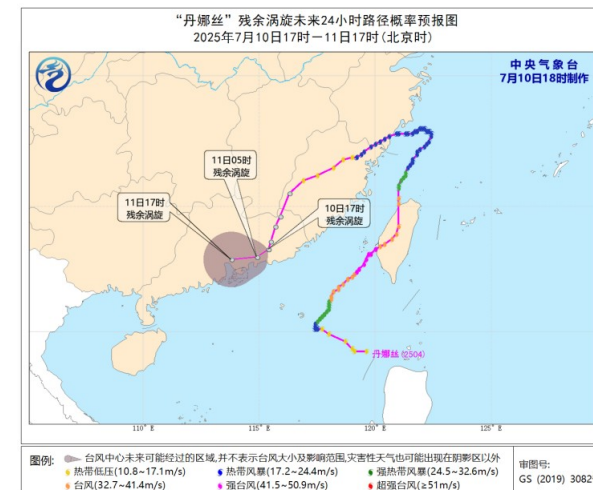 “丹娜丝”残余涡旋未来24小时路径概率预报图
2025年7月10日17时－11日17时(北京时)
中央气象台
7月10日18时制作
11日05时
残余涡旋
11日17时
残余涡旋
10日17时
残余涡旋
丹娜丝(2504)
110°E
115°E
120°E
125°E
图例:
台风中心未来可能经过的区域,并不表示台风大小及影响范围,灾害性天气也可能出现在阴影区以外
热带低压(10.8~17.1m/s)
热带风暴(17.2~24.4m/s)
强热带风暴(24.5~32.6m/s)
台风(32.7~41.4m/s)
强台风(41.5~50.9m/s)
超强台风(≥51m/s)
审图号:
GS (2019) 3082